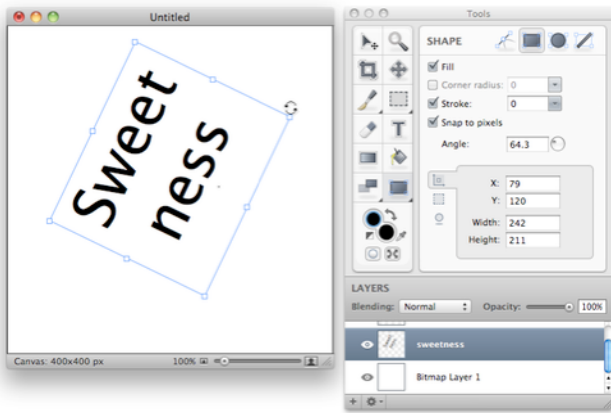 Untitled
Sweet
ness
Canvas: 400x400 px
100%
Tools
SHAPE
Fill
Corner radius: 0
Stroke: 0
Snap to pixels
Angle: 64.3
X: 79
Y: 120
Width: 242
Height: 211
T
LAYERS
Blending: Normal Opacity: 100%
sweetness
Bitmap Layer 1